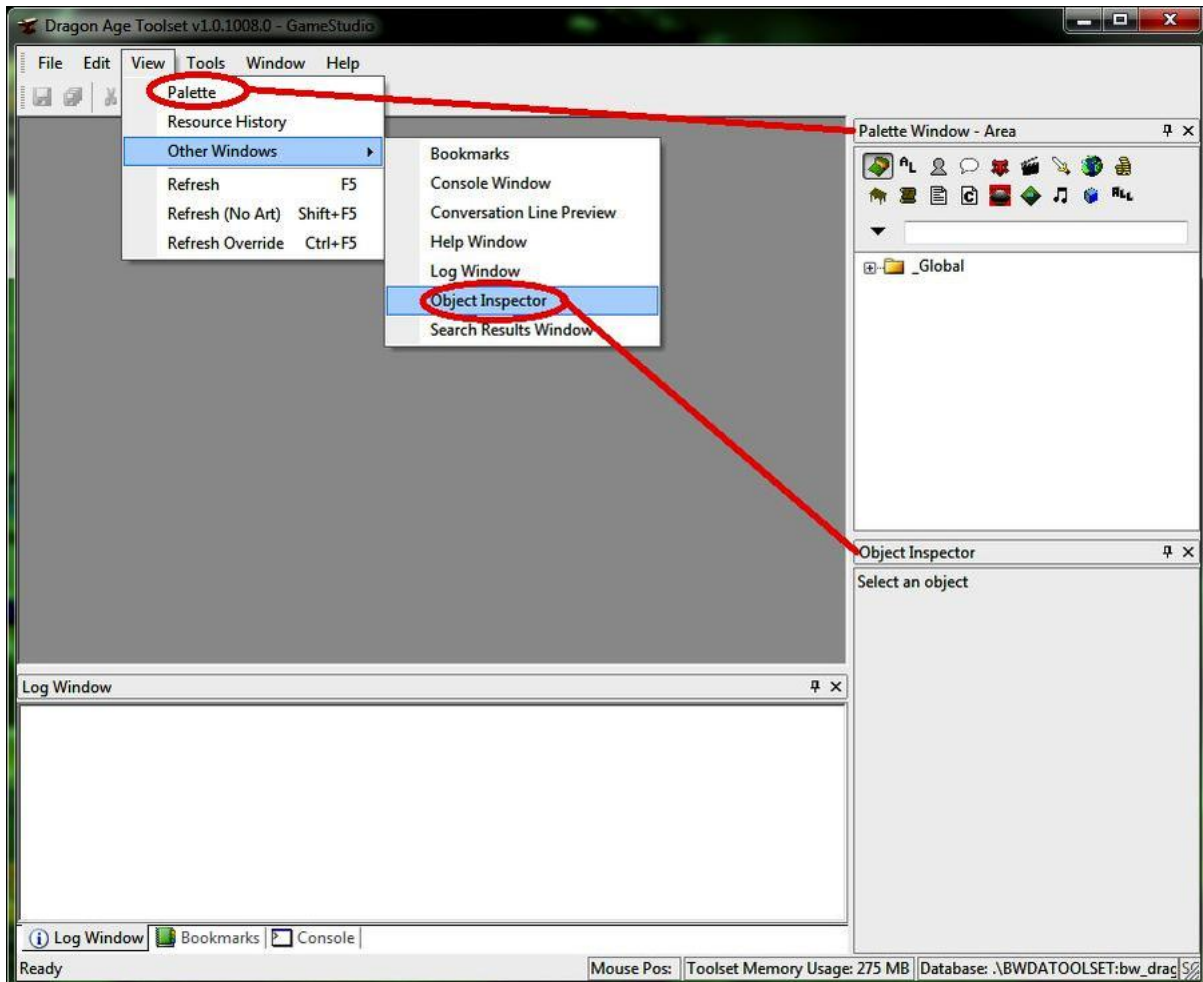 Dragon Age Toolset v1.0.1008.0 - GameStudio
File Edit View Tools Window Help
Palette
Resource History
Other Windows
Refresh F5
Refresh (No Art) Shift+F5
Refresh Override Ctrl+F5
Bookmarks
Console Window
Conversation Line Preview
Help Window
Log Window
Object Inspector
Search Results Window
Palette Window - Area
_Global
Object Inspector
Select an object
Log Window
Log Window Bookmarks Console
Ready Mouse Pos: Toolset Memory Usage: 275 MB Database: .\BWDATOOLSET:bw_drag